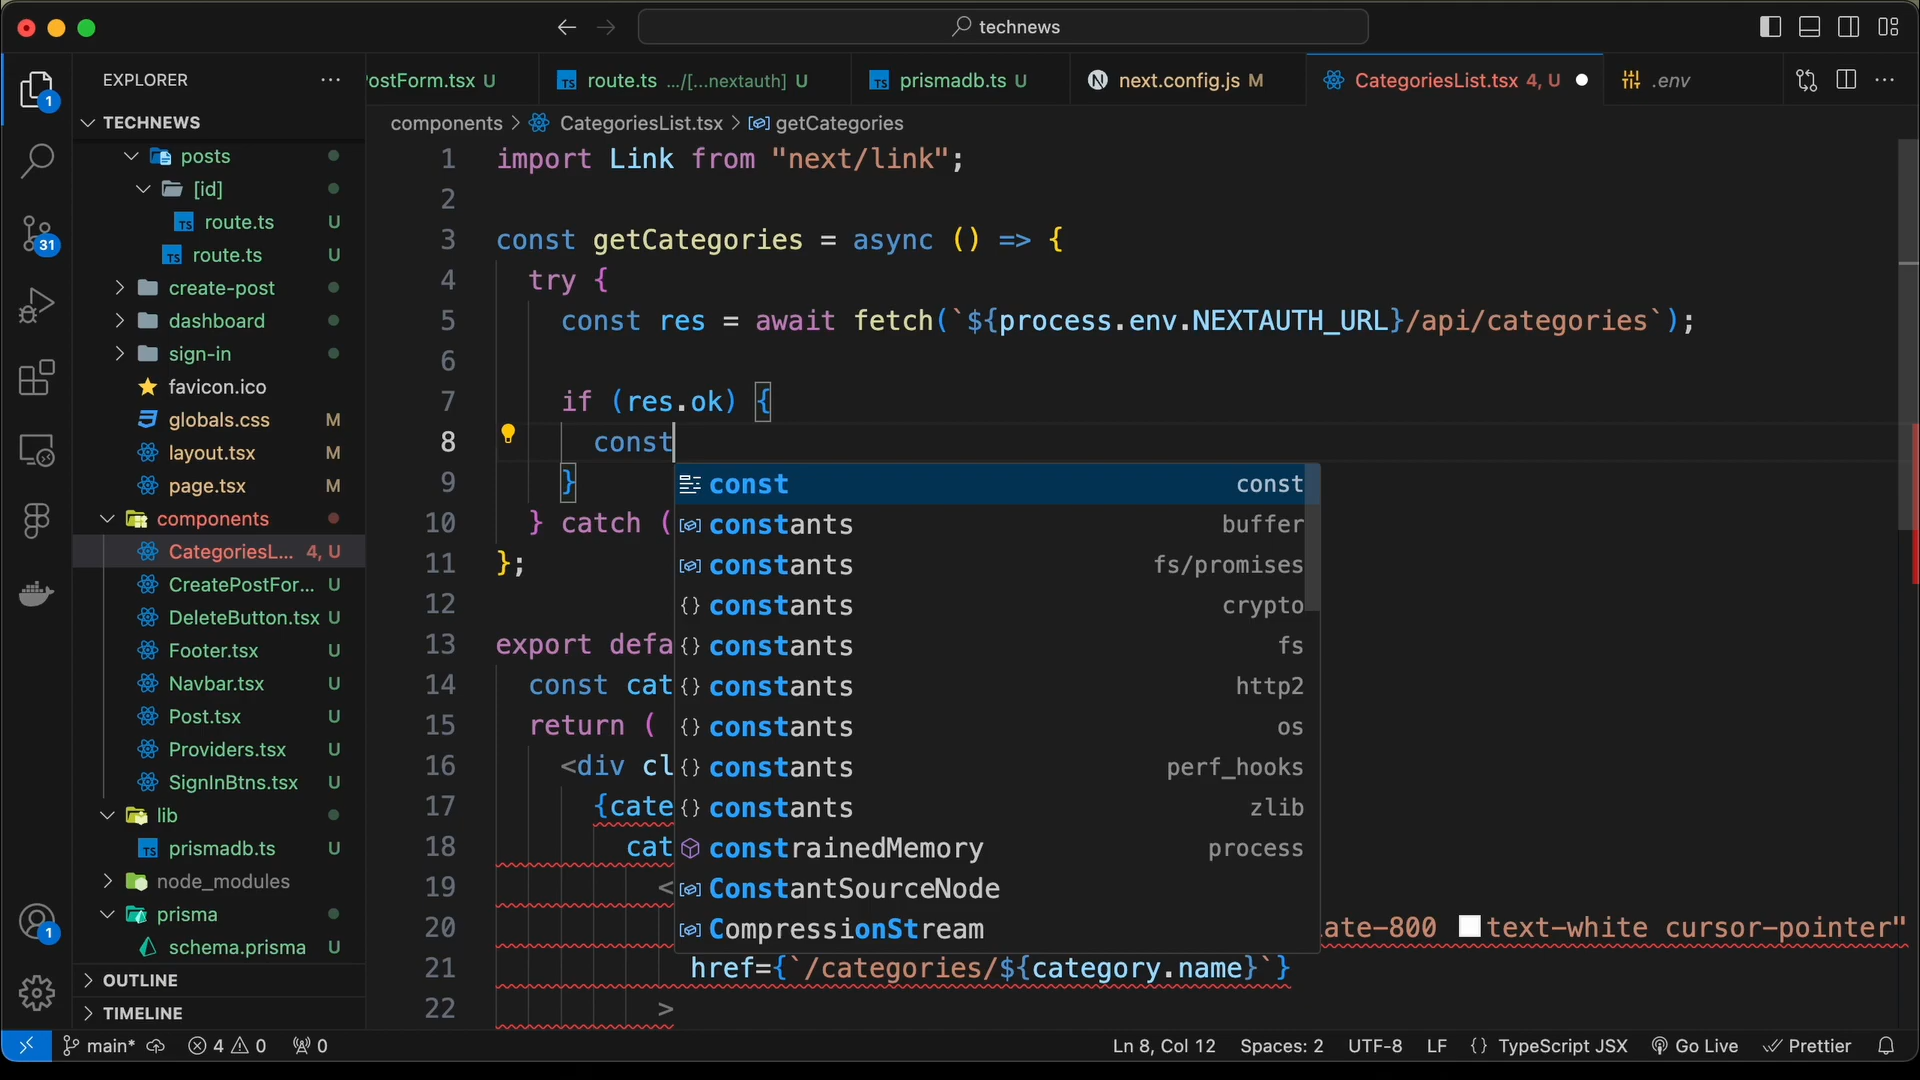 technews
EXPLORER
ostForm.tsx U
route.ts .../[...nextauth] U
prismadb.ts U
next.config.js M
CategoriesList.tsx 4, U
.env
TECHNEWS
components > CategoriesList.tsx > getCategories
posts
[id]
route.ts U
route.ts U
create-post
dashboard
sign-in
favicon.ico
globals.css M
layout.tsx M
page.tsx M
components
CategoriesL... 4, U
CreatePostFor... U
DeleteButton.tsx U
Footer.tsx U
Navbar.tsx U
Post.tsx U
Providers.tsx U
SignInBtns.tsx U
lib
prismadb.ts U
node_modules
prisma
schema.prisma U
OUTLINE
TIMELINE
1
31
1
1 import Link from "next/link";
2
3 const getCategories = async () => {
4 try {
5 const res = await fetch(`${process.env.NEXTAUTH_URL}/api/categories`);
6
7 if (res.ok) {
8 const
9 }
10 } catch (
11 };
12
13 export defa
14 const cat
15 return (
16 <div cl
17 {cate
18 cat
19 <
20 ate-800 text-white cursor-pointer"
21 href={`/categories/${category.name}`}
22 >
const const
constants buffer
constants fs/promises
constants crypto
constants fs
constants http2
constants os
constants perf_hooks
constants zlib
constrainedMemory process
ConstantSourceNode
CompressionStream
main* 4 0 0
Ln 8, Col 12 Spaces: 2 UTF-8 LF {} TypeScript JSX Go Live Prettier